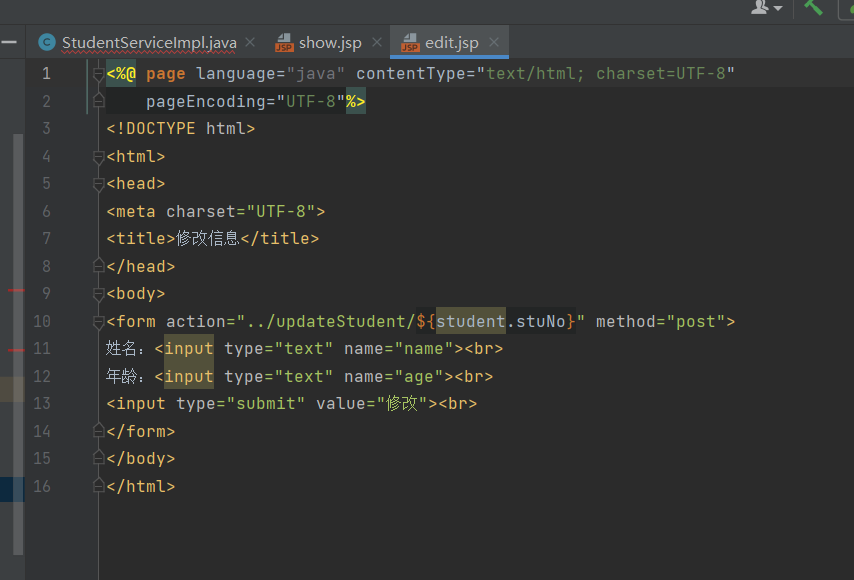 StudentServiceImpl.java show.jsp edit.jsp
1 <%@ page language="java" contentType="text/html; charset=UTF-8"
2 pageEncoding="UTF-8"%>
3 <!DOCTYPE html>
4 <html>
5 <head>
6 <meta charset="UTF-8">
7 <title>修改信息</title>
8 </head>
9 <body>
10 <form action="../updateStudent/${student.stuNo}" method="post">
11 姓名：<input type="text" name="name"><br>
12 年龄：<input type="text" name="age"><br>
13 <input type="submit" value="修改"><br>
14 </form>
15 </body>
16 </html>